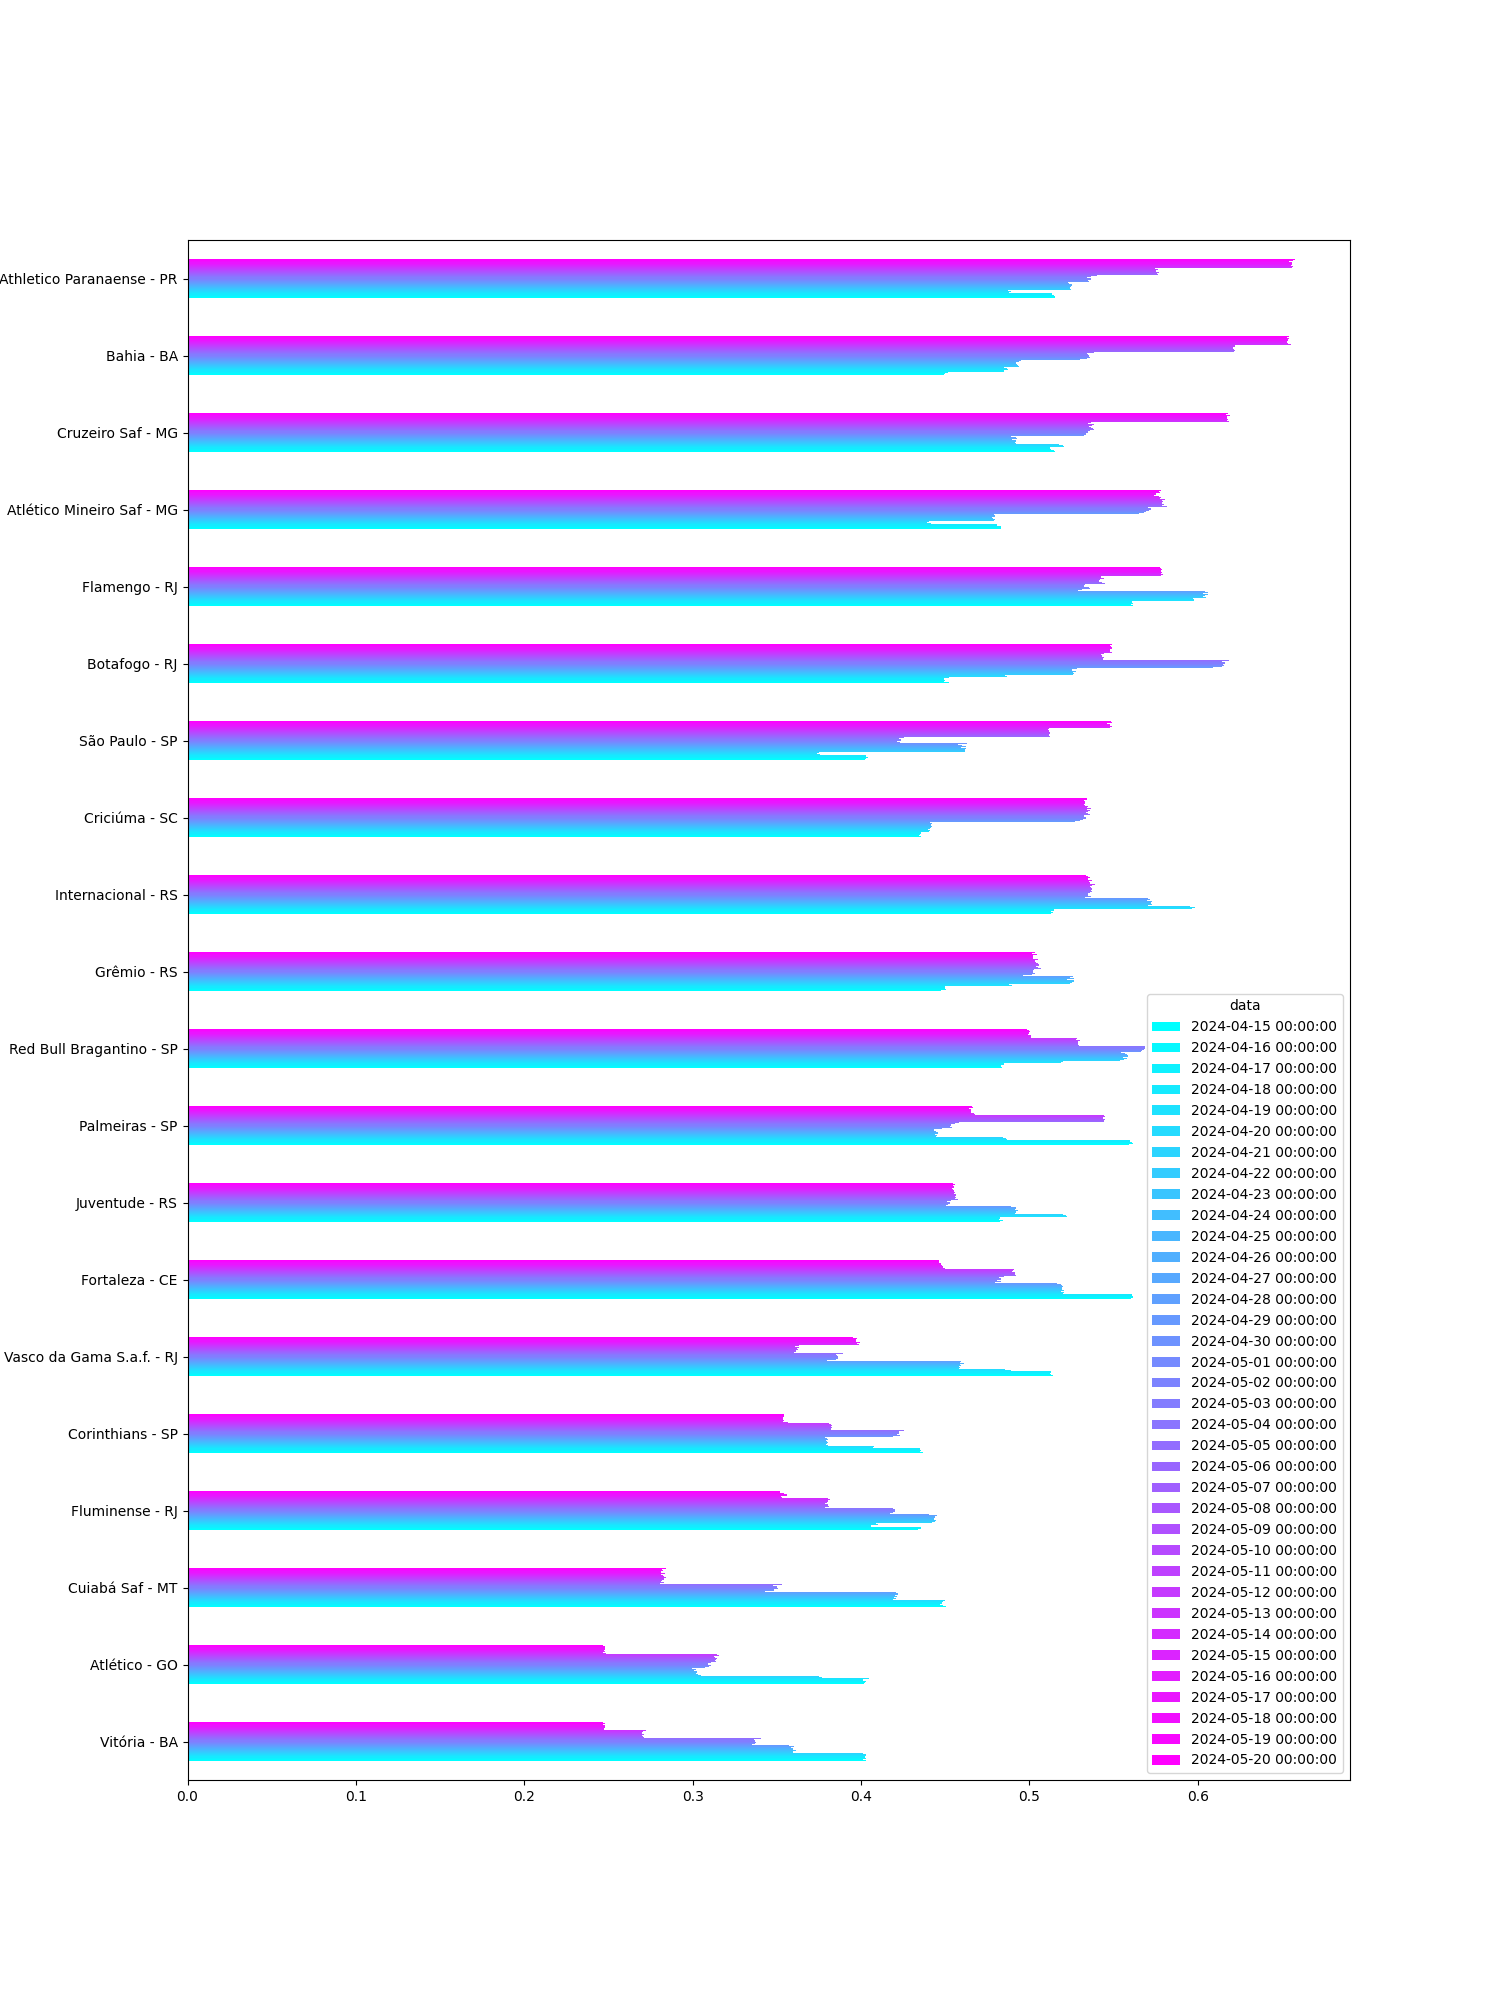 Athletico Paranaense - PR
Bahia - BA
Cruzeiro Saf - MG
Atlético Mineiro Saf - MG
Flamengo - RJ
Botafogo - RJ
São Paulo - SP
Criciúma - SC
Internacional - RS
Grêmio - RS
Red Bull Bragantino - SP
Palmeiras - SP
Juventude - RS
Fortaleza - CE
Vasco da Gama S.a.f. - RJ
Corinthians - SP
Fluminense - RJ
Cuiabá Saf - MT
Atlético - GO
Vitória - BA
data
2024-04-15 00:00:00
2024-04-16 00:00:00
2024-04-17 00:00:00
2024-04-18 00:00:00
2024-04-19 00:00:00
2024-04-20 00:00:00
2024-04-21 00:00:00
2024-04-22 00:00:00
2024-04-23 00:00:00
2024-04-24 00:00:00
2024-04-25 00:00:00
2024-04-26 00:00:00
2024-04-27 00:00:00
2024-04-28 00:00:00
2024-04-29 00:00:00
2024-04-30 00:00:00
2024-05-01 00:00:00
2024-05-02 00:00:00
2024-05-03 00:00:00
2024-05-04 00:00:00
2024-05-05 00:00:00
2024-05-06 00:00:00
2024-05-07 00:00:00
2024-05-08 00:00:00
2024-05-09 00:00:00
2024-05-10 00:00:00
2024-05-11 00:00:00
2024-05-12 00:00:00
2024-05-13 00:00:00
2024-05-14 00:00:00
2024-05-15 00:00:00
2024-05-16 00:00:00
2024-05-17 00:00:00
2024-05-18 00:00:00
2024-05-19 00:00:00
2024-05-20 00:00:00
0.0 0.1 0.2 0.3 0.4 0.5 0.6